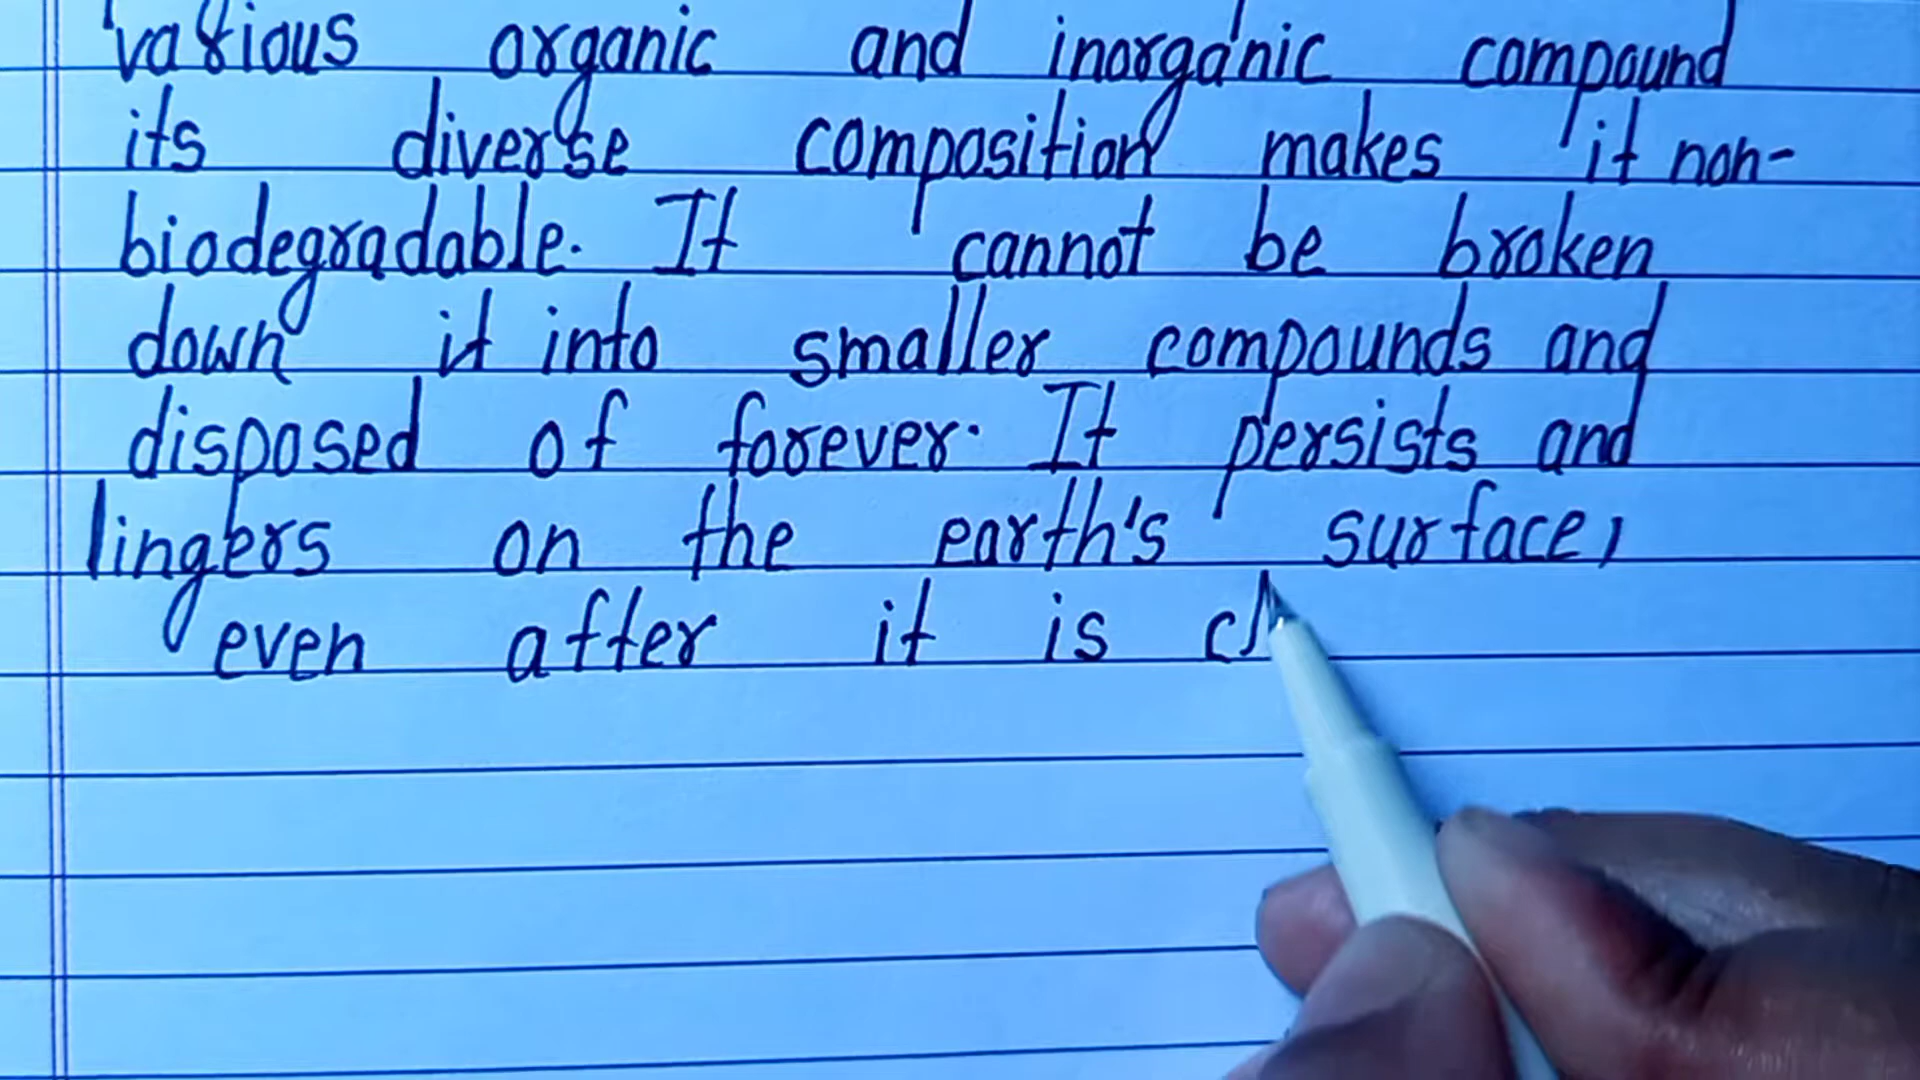 various organic and inorganic compound
its diverse composition makes it non-
biodegradable. It cannot be broken
down it into smaller compounds and
disposed of forever. It persists and
lingers on the earth's surface,
even after it is